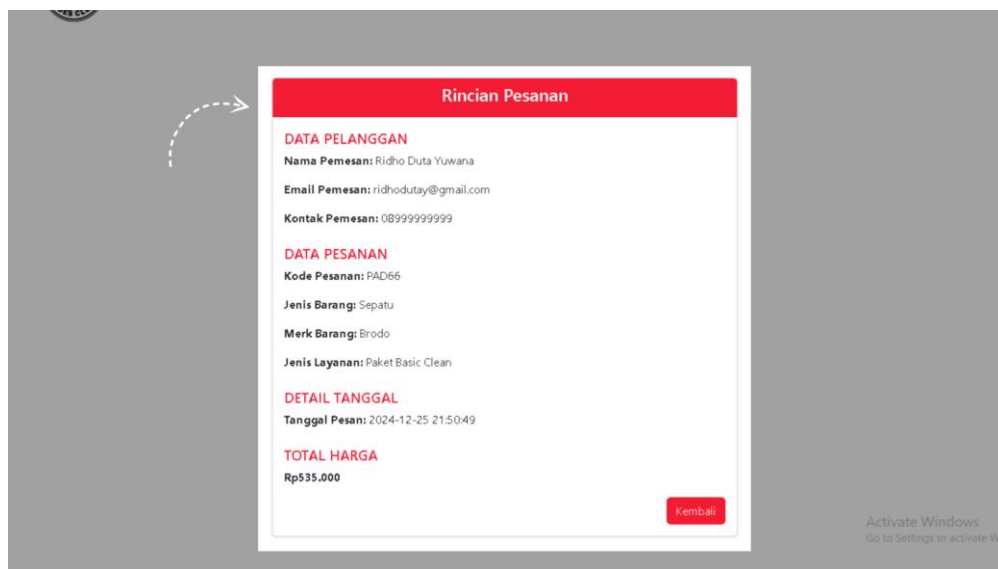 Rincian Pesanan
DATA PELANGGAN
Nama Pemesan: Ridho Duta Yuwana
Email Pemesan: ridhodutay@gmail.com
Kontak Pemesan: 08999999999
DATA PESANAN
Kode Pesanan: PAD66
Jenis Barang: Sepatu
Merk Barang: Brodo
Jenis Layanan: Paket Basic Clean
DETAIL TANGGAL
Tanggal Pesan: 2024-12-25 21:50:49
TOTAL HARGA
Rp535.000
Kembali
Activate Windows
Go to Settings to activate W